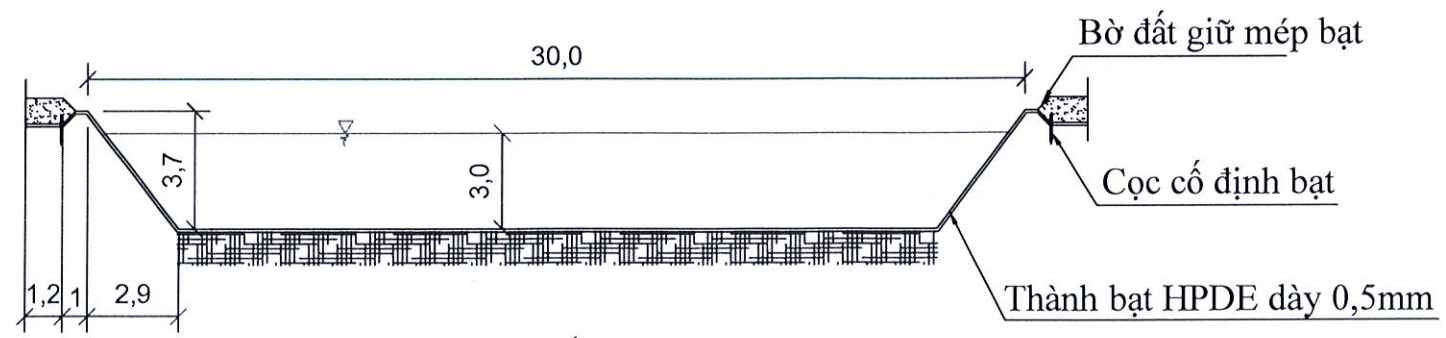 30,0
Bờ đất giữ mép bạt
3,7
3,0
Cọc cố định bạt
1,2
1
2,9
Thành bạt HPDE dày 0,5mm